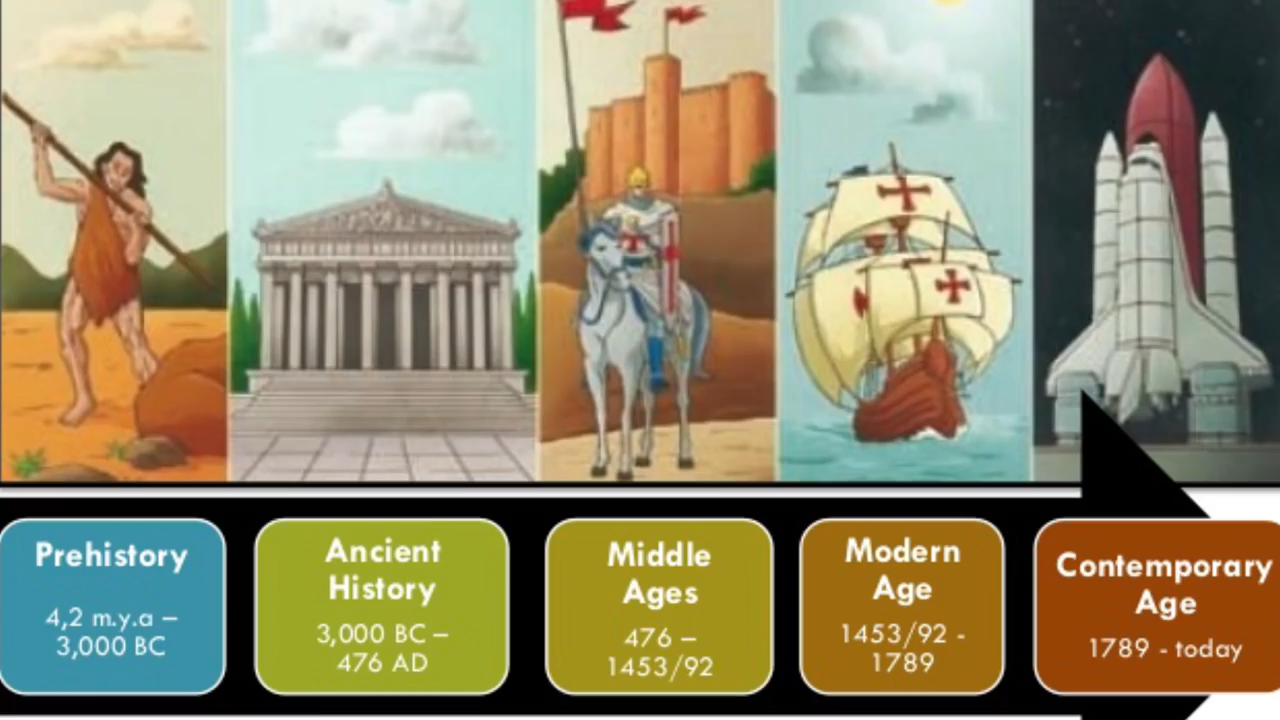 Prehistory
4,2 m.y.a –
3,000 BC
Ancient
History
3,000 BC –
476 AD
Middle
Ages
476 –
1453/92
Modern
Age
1453/92 -
1789
Contemporary
Age
1789 - today